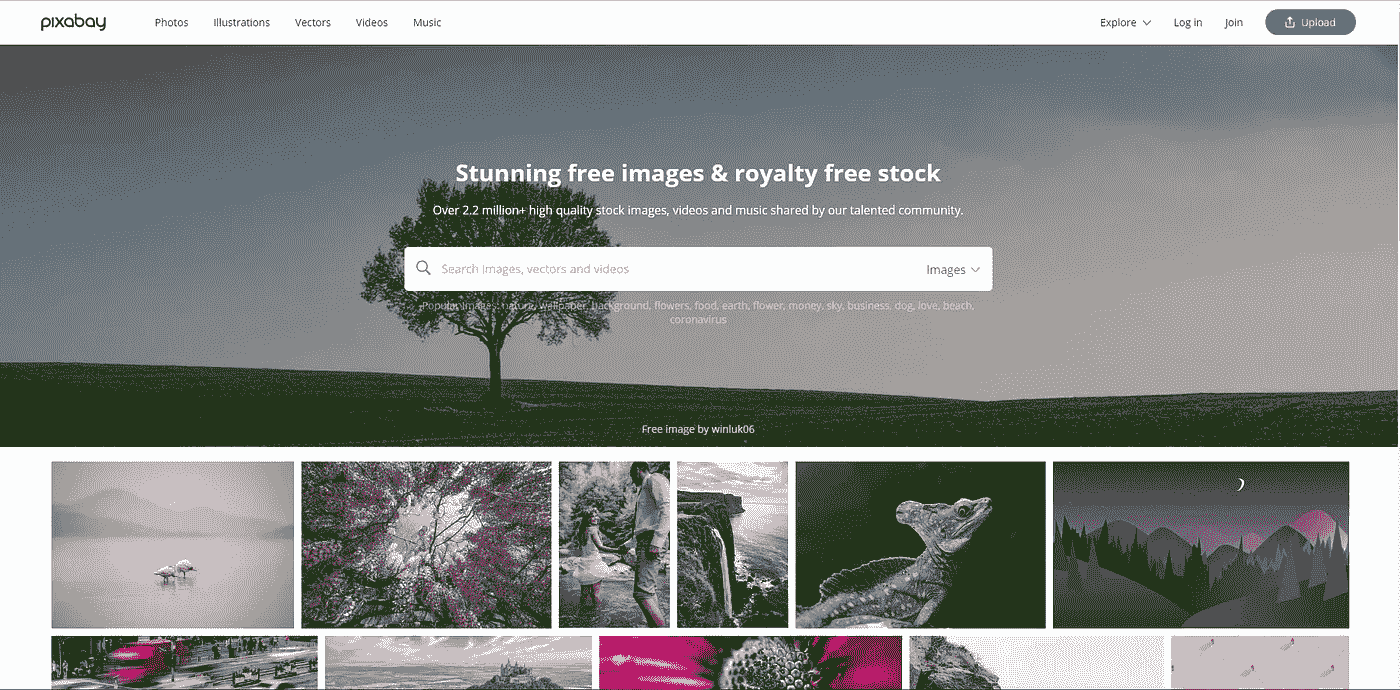 pixabay Photos Illustrations Vectors Videos Music Explore Log in Join Upload
Stunning free images & royalty free stock
Over 2.2 million+ high quality stock images, videos and music shared by our talented community.
Search images, vectors and videos Images
Popular Images: nature, wallpaper, background, flowers, food, earth, flower, money, sky, business, dog, love, beach,
coronavirus
Free image by winluk06